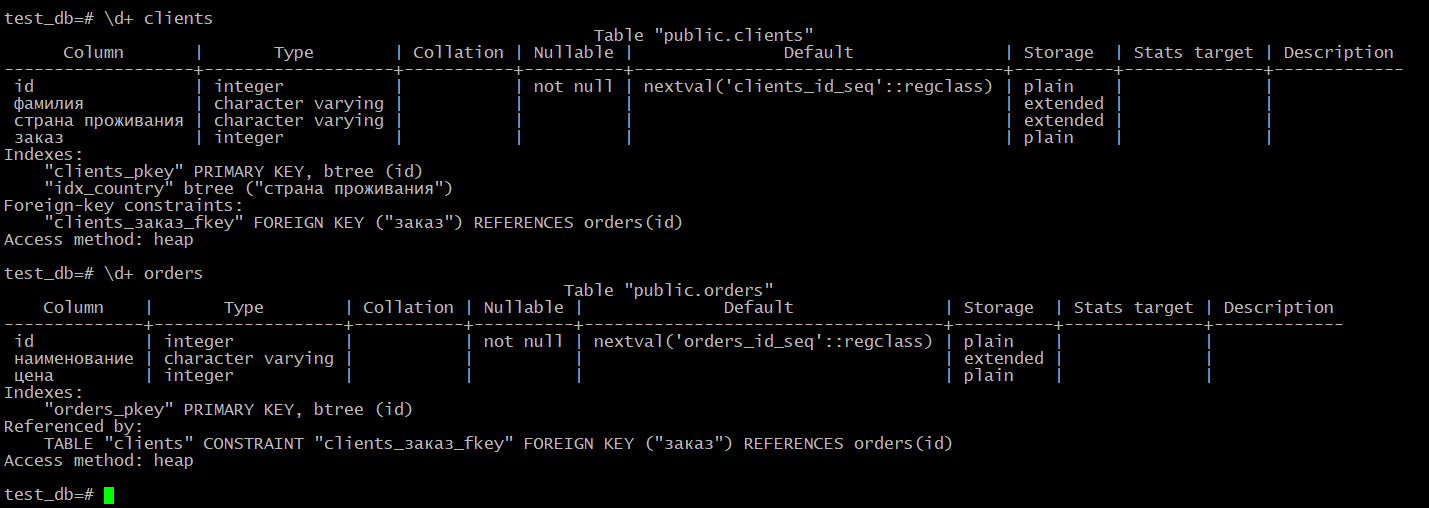 test_db=# \d+ clients
Table "public.clients"
Column | Type | Collation | Nullable | Default | Storage | Stats target | Description
-------------------+-------------------+-----------+----------+--------------------------------------+----------+--------------+-------------
id | integer | | not null | nextval('clients_id_seq'::regclass) | plain | |
фамилия | character varying | | | | extended | |
страна проживания | character varying | | | | extended | |
заказ | integer | | | | plain | |
Indexes:
"clients_pkey" PRIMARY KEY, btree (id)
"idx_country" btree ("страна проживания")
Foreign-key constraints:
"clients_заказ_fkey" FOREIGN KEY ("заказ") REFERENCES orders(id)
Access method: heap
test_db=# \d+ orders
Table "public.orders"
Column | Type | Collation | Nullable | Default | Storage | Stats target | Description
--------------+-------------------+-----------+----------+------------------------------------+----------+--------------+-------------
id | integer | | not null | nextval('orders_id_seq'::regclass) | plain | |
наименование | character varying | | | | extended | |
цена | integer | | | | plain | |
Indexes:
"orders_pkey" PRIMARY KEY, btree (id)
Referenced by:
TABLE "clients" CONSTRAINT "clients_заказ_fkey" FOREIGN KEY ("заказ") REFERENCES orders(id)
Access method: heap
test_db=#